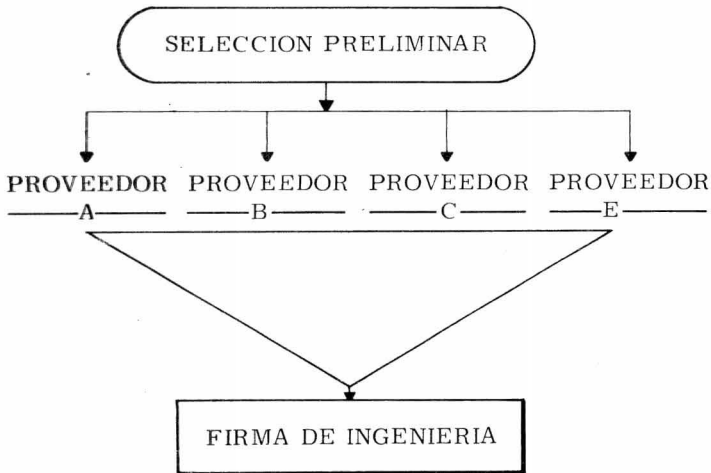 SELECCION PRELIMINAR
PROVEEDOR PROVEEDOR PROVEEDOR PROVEEDOR
A B C E
FIRMA DE INGENIERIA